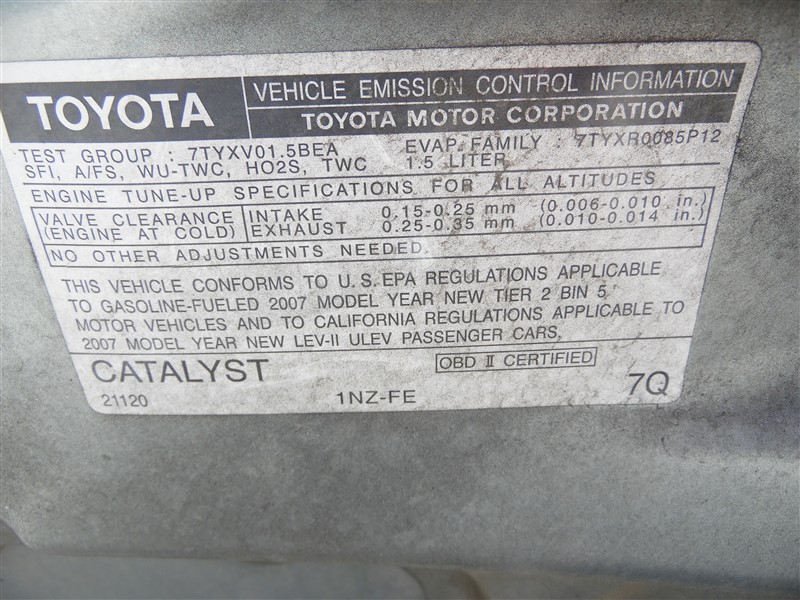 TOYOTA
VEHICLE EMISSION CONTROL INFORMATION
TOYOTA MOTOR CORPORATION
TEST GROUP : 7TYXV01.5BEA EVAP. FAMILY : 7TYXR0085P12
SFI, A/FS, WU-TWC, HO2S, TWC 1.5 LITER
ENGINE TUNE-UP SPECIFICATIONS FOR ALL ALTITUDES
VALVE CLEARANCE INTAKE 0.15-0.25 mm (0.006-0.010 in.)
(ENGINE AT COLD) EXHAUST 0.25-0.35 mm (0.010-0.014 in.)
NO OTHER ADJUSTMENTS NEEDED.
THIS VEHICLE CONFORMS TO U.S. EPA REGULATIONS APPLICABLE
TO GASOLINE-FUELED 2007 MODEL YEAR NEW TIER 2 BIN 5
MOTOR VEHICLES AND TO CALIFORNIA REGULATIONS APPLICABLE TO
2007 MODEL YEAR NEW LEV-II ULEV PASSENGER CARS.
CATALYST OBD II CERTIFIED
21120 1NZ-FE 7Q